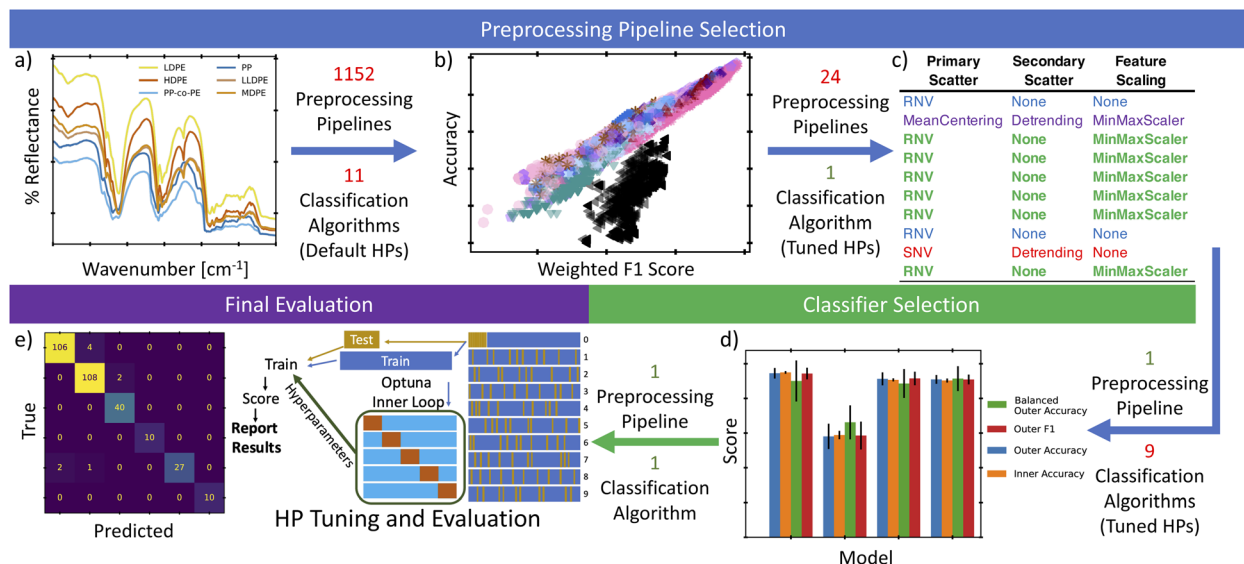 Preprocessing Pipeline Selection
a)
LDPE
HDPE
PP-co-PE
PP
LLDPE
MDPE
% Reflectance
Wavenumber [cm⁻¹]
1152
Preprocessing
Pipelines
11
Classification
Algorithms
(Default HPs)
b)
Accuracy
Weighted F1 Score
24
Preprocessing
Pipelines
1
Classification
Algorithm
(Tuned HPs)
c)
Primary Scatter Secondary Scatter Feature Scaling
RNV None None
MeanCentering Detrending MinMaxScaler
RNV None MinMaxScaler
RNV None MinMaxScaler
RNV None MinMaxScaler
RNV None MinMaxScaler
RNV None MinMaxScaler
RNV None None
SNV Detrending None
RNV None MinMaxScaler
Final Evaluation
Classifier Selection
e)
106 4 0 0 0 0
0 108 2 0 0 0
0 0 40 0 0 0
0 0 0 10 0 0
2 1 0 0 27 0
0 0 0 0 0 10
True
Predicted
Test
Train
Train
Score
Report
Results
Hyperparameters
Optuna
Inner Loop
0
1
2
3
4
5
6
7
8
9
HP Tuning and Evaluation
1
Preprocessing
Pipeline
1
Classification
Algorithm
d)
Score
Model
Balanced
Outer Accuracy
Outer F1
Outer Accuracy
Inner Accuracy
1
Preprocessing
Pipeline
9
Classification
Algorithms
(Tuned HPs)